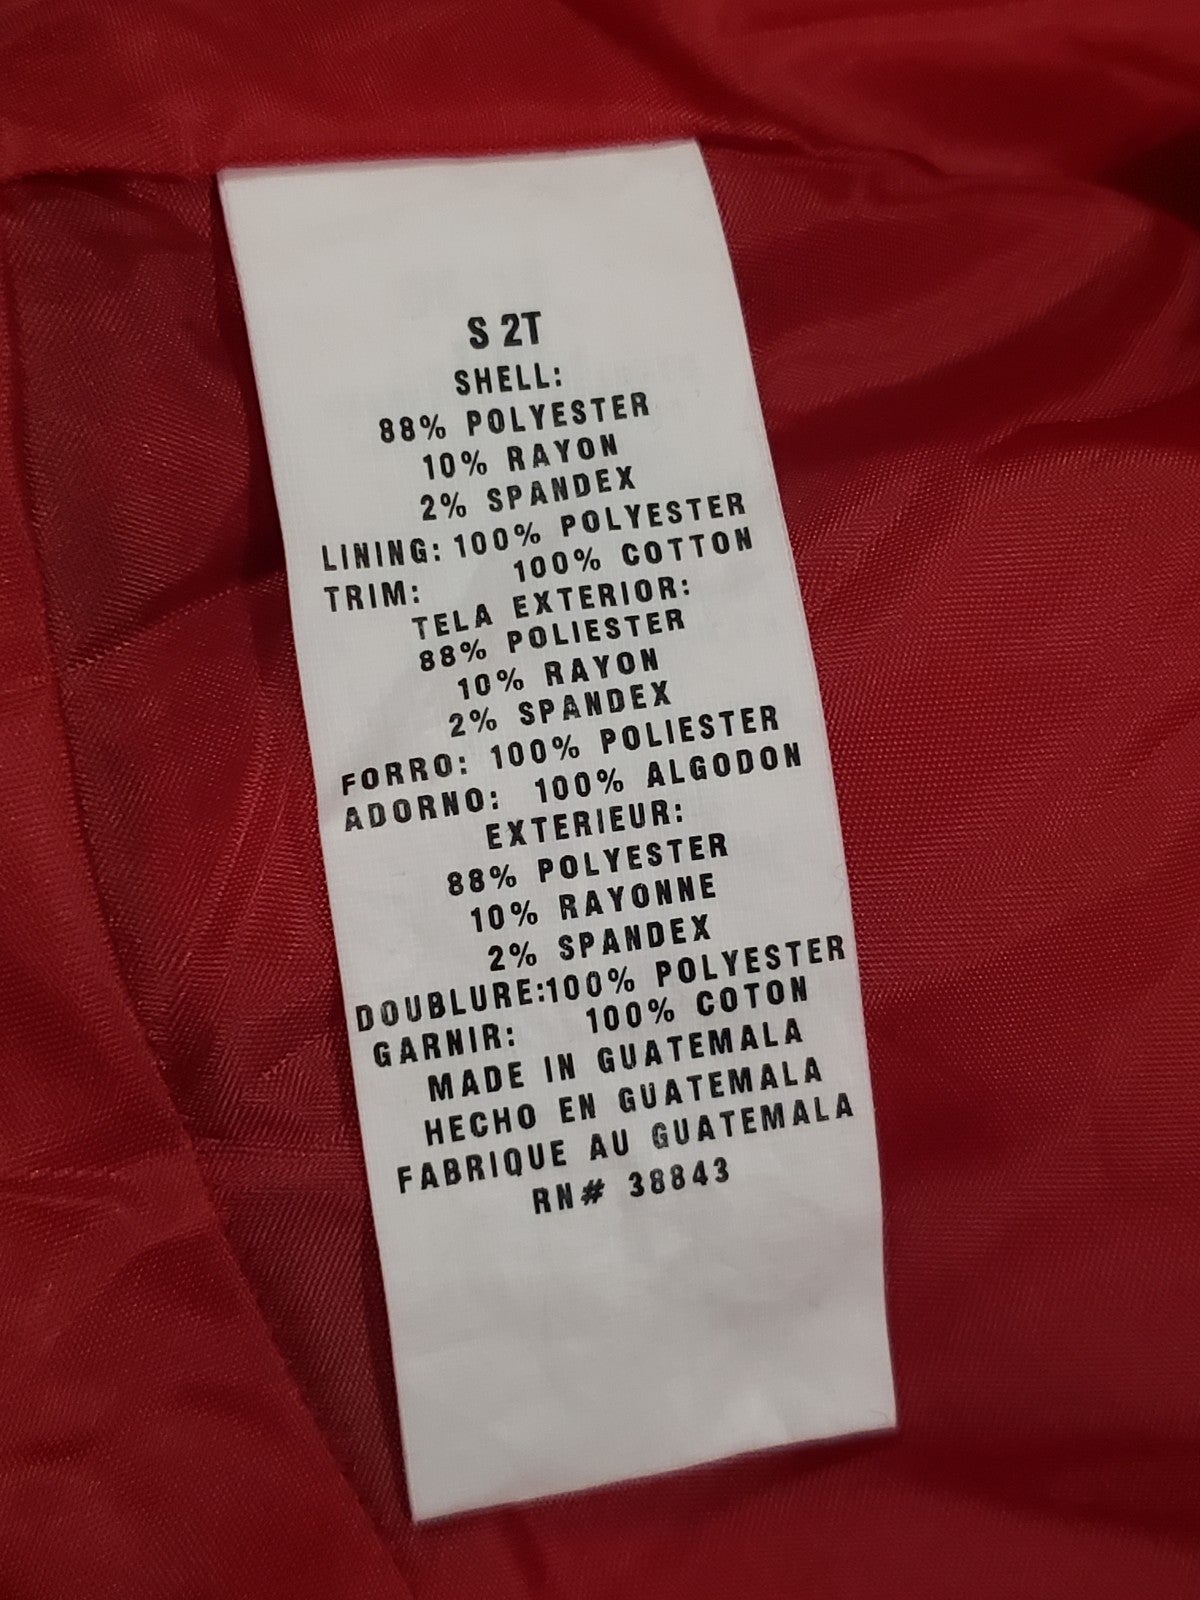 S 2T
SHELL:
88% POLYESTER
10% RAYON
2% SPANDEX
LINING: 100% POLYESTER
TRIM: 100% COTTON
TELA EXTERIOR:
88% POLIESTER
10% RAYON
2% SPANDEX
FORRO: 100% POLIESTER
ADORNO: 100% ALGODON
EXTERIEUR:
88% POLYESTER
10% RAYONNE
2% SPANDEX
DOUBLURE:100% POLYESTER
GARNIR: 100% COTON
MADE IN GUATEMALA
HECHO EN GUATEMALA
FABRIQUE AU GUATEMALA
RN# 38843